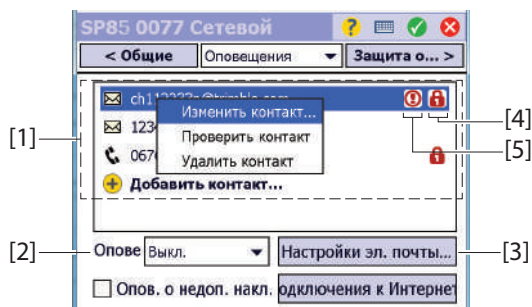 SP85 0077 Сетевой
< Общие Оповещения Защита о... >
Изменить контакт...
Проверить контакт
Удалить контакт
Добавить контакт...
Опове Выкл. Настройки эл. почты...
Опов. о недоп. накл. одключения к Интернет
[1]
[2]
[3]
[4]
[5]